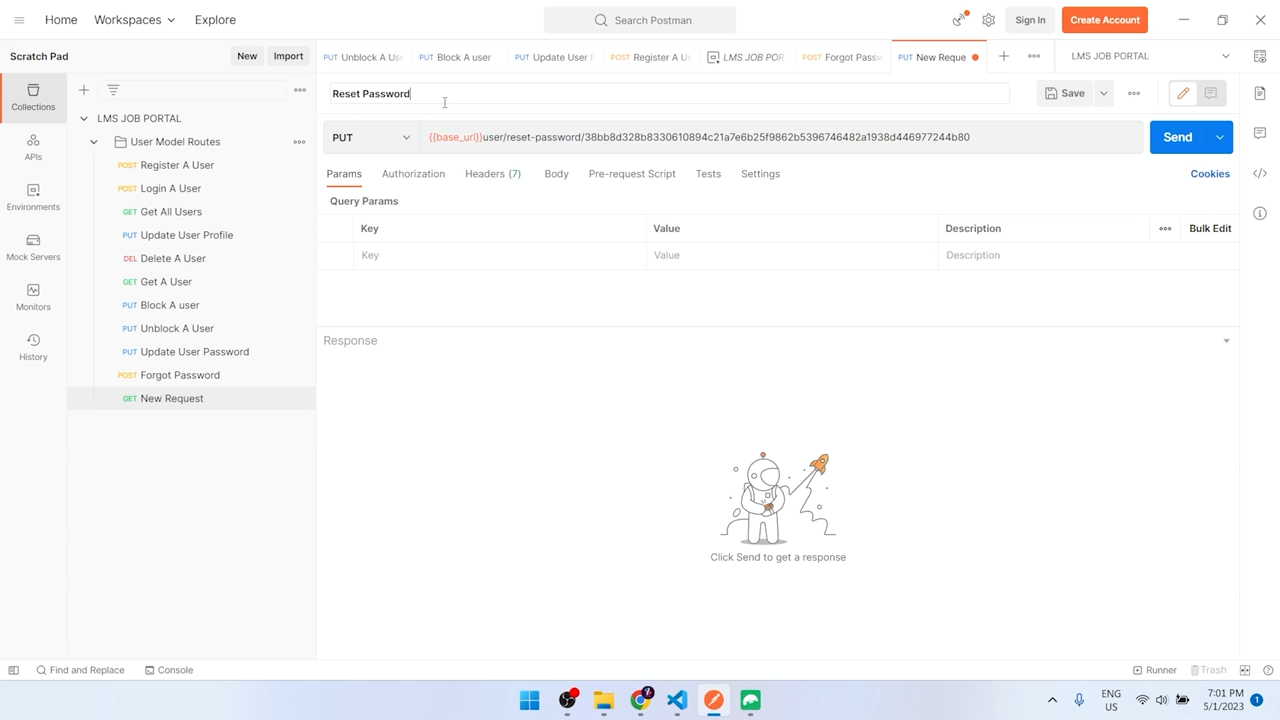 Home Workspaces Explore Search Postman Sign In Create Account
Scratch Pad New Import PUT Unblock A Us PUT Block A user PUT Update User P POST Register A Us LMS JOB POR POST Forgot Passw PUT New Reque LMS JOB PORTAL
Collections
APIs
Environments
Mock Servers
Monitors
History
LMS JOB PORTAL
User Model Routes
POST Register A User
POST Login A User
GET Get All Users
PUT Update User Profile
DEL Delete A User
GET Get A User
PUT Block A user
PUT Unblock A User
PUT Update User Password
POST Forgot Password
GET New Request
Reset Password Save
PUT {{base_url}}user/reset-password/38bb8d328b8330610894c21a7e6b25f9862b5396746482a1938d446977244b80 Send
Params Authorization Headers (7) Body Pre-request Script Tests Settings Cookies
Query Params
Key Value Description Bulk Edit
Key Value Description
Response
Click Send to get a response
Find and Replace Console Runner Trash
ENG
US
7:01 PM
5/1/2023
1